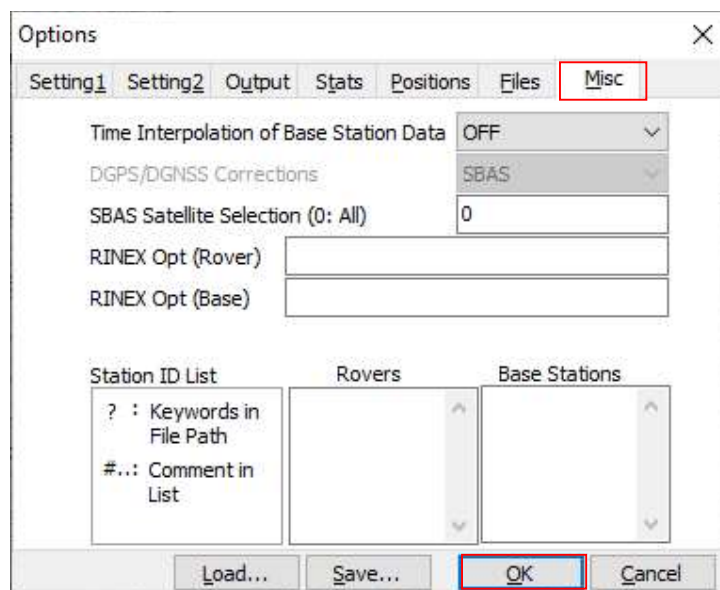 Options
Setting1 Setting2 Output Stats Positions Files Misc
Time Interpolation of Base Station Data OFF
DGPS/DGNSS Corrections SBAS
SBAS Satellite Selection (0: All) 0
RINEX Opt (Rover)
RINEX Opt (Base)
Station ID List Rovers Base Stations
? : Keywords in
File Path
#..: Comment in
List
Load... Save... OK Cancel